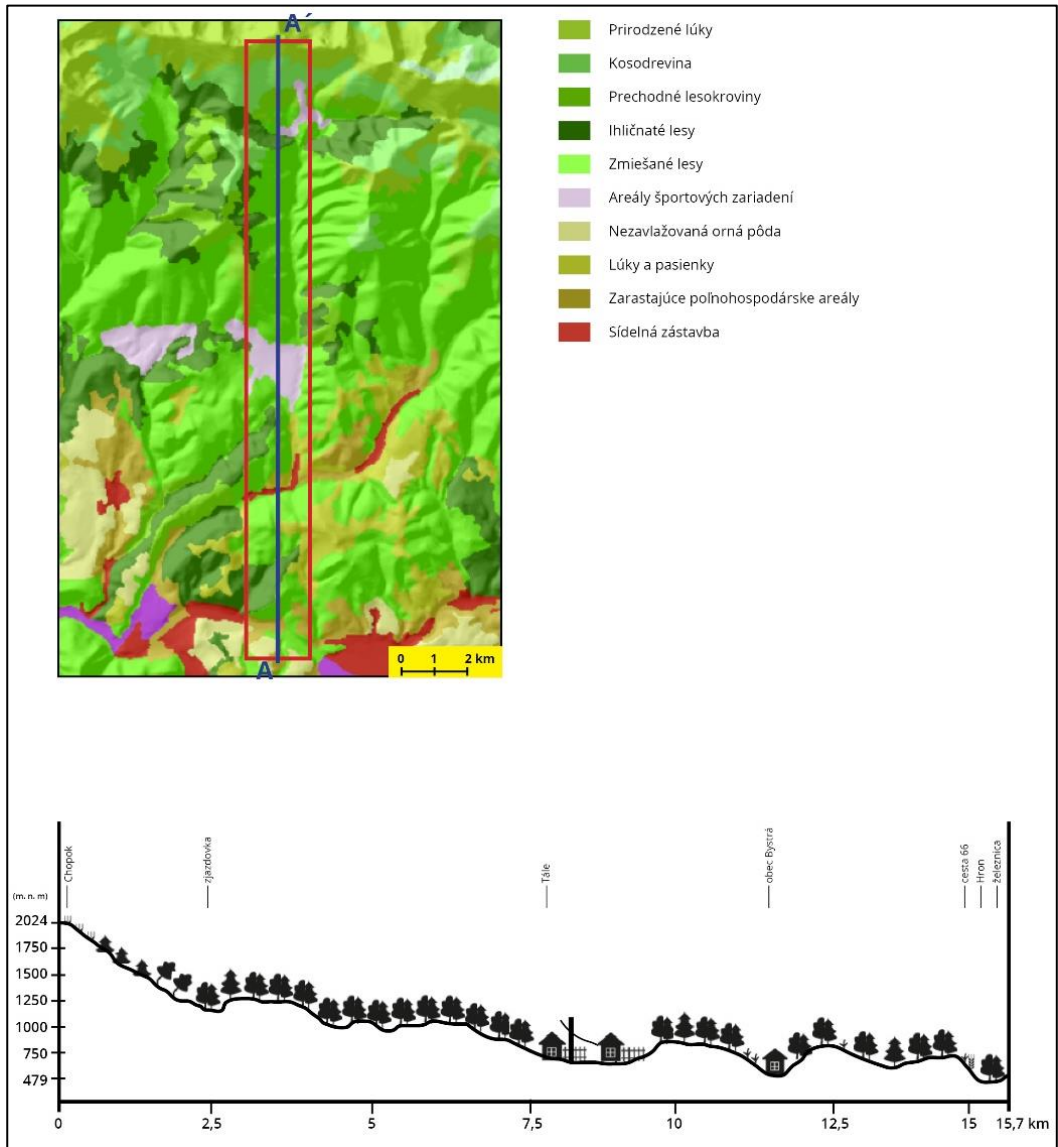 A´
Prirodzené lúky
Kosodrevina
Prechodné lesokroviny
Ihličnaté lesy
Zmiešané lesy
Areály športových zariadení
Nezavlažovaná orná pôda
Lúky a pasienky
Zarastajúce poľnohospodárske areály
Sídelná zástavba
A
0 1 2 km
Chopok
zjazdovka
Tále
obec Bystrá
cesta 66
Hron
železnica
(m. n. m)
2024
1750
1500
1250
1000
750
479
0 2,5 5 7,5 10 12,5 15 15,7 km